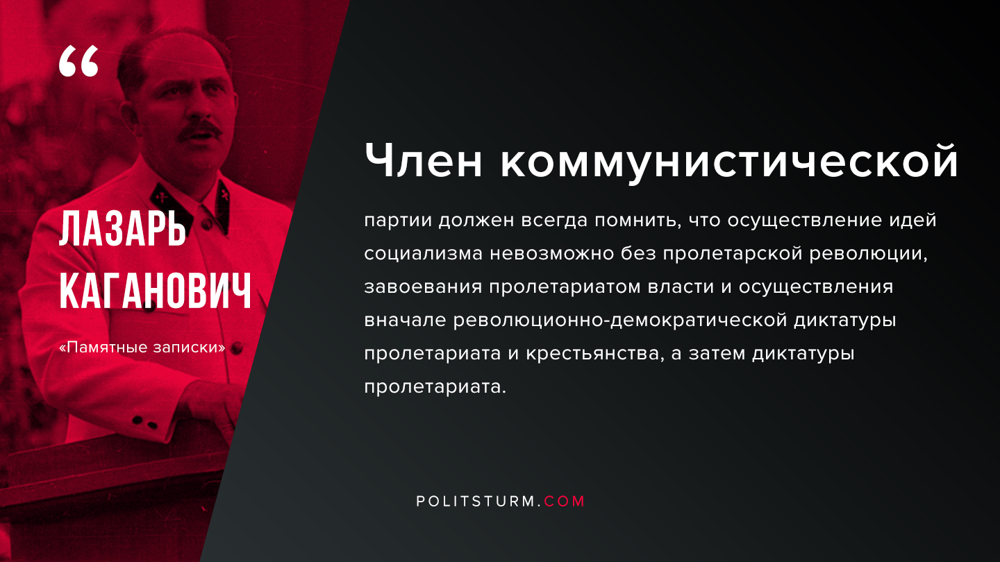 “
ЛАЗАРЬ
КАГАНОВИЧ
«Памятные записки»
Член коммунистической
партии должен всегда помнить, что осуществление идей
социализма невозможно без пролетарской революции,
завоевания пролетариатом власти и осуществления
вначале революционно-демократической диктатуры
пролетариата и крестьянства, а затем диктатуры
пролетариата.
POLITSTURM.COM